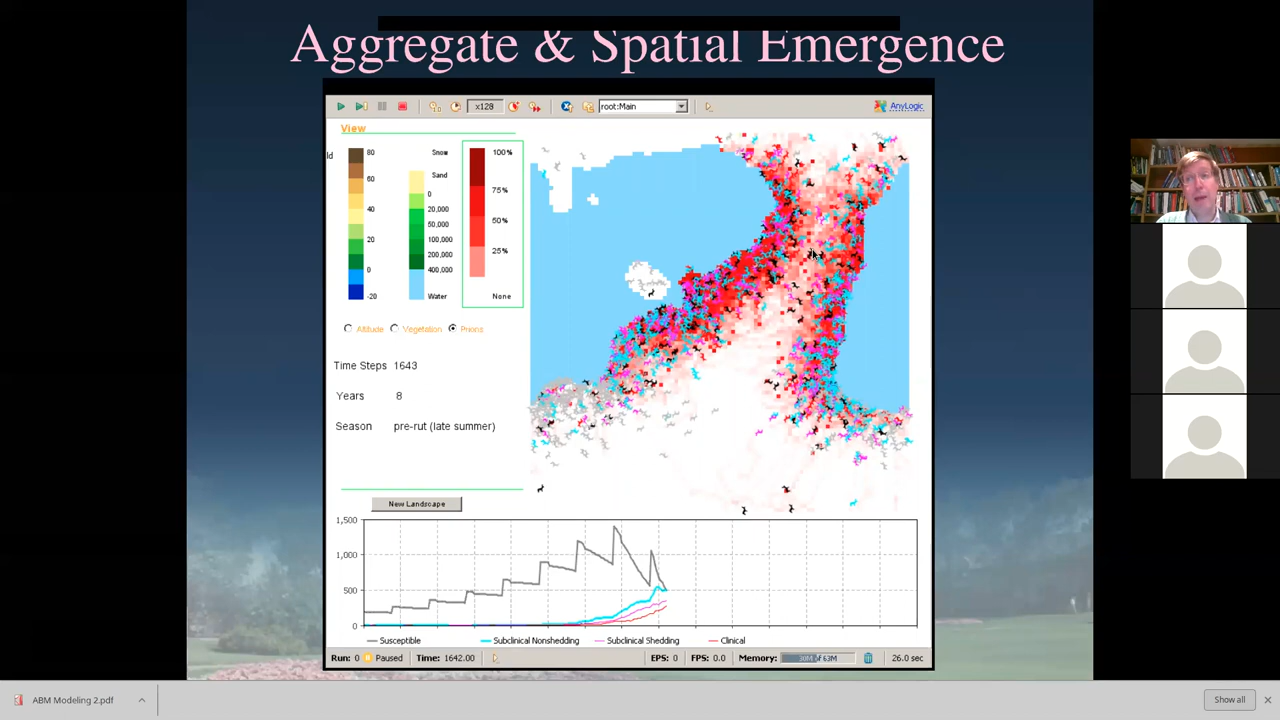 Aggregate & Spatial Emergence
x128
root:Main
AnyLogic
View
ld
80
60
40
20
0
-20
Snow
Sand
0
20,000
50,000
100,000
200,000
400,000
Water
100%
75%
50%
25%
None
Altitude
Vegetation
Prions
Time Steps 1643
Years 8
Season pre-rut (late summer)
New Landscape
1,500
1,000
500
0
Susceptible
Subclinical Nonshedding
Subclinical Shedding
Clinical
Run: 0 Paused Time: 1642.00 EPS: 0 FPS: 0.0 Memory: 30M of 63M 26.0 sec
ABM Modeling 2.pdf
Show all